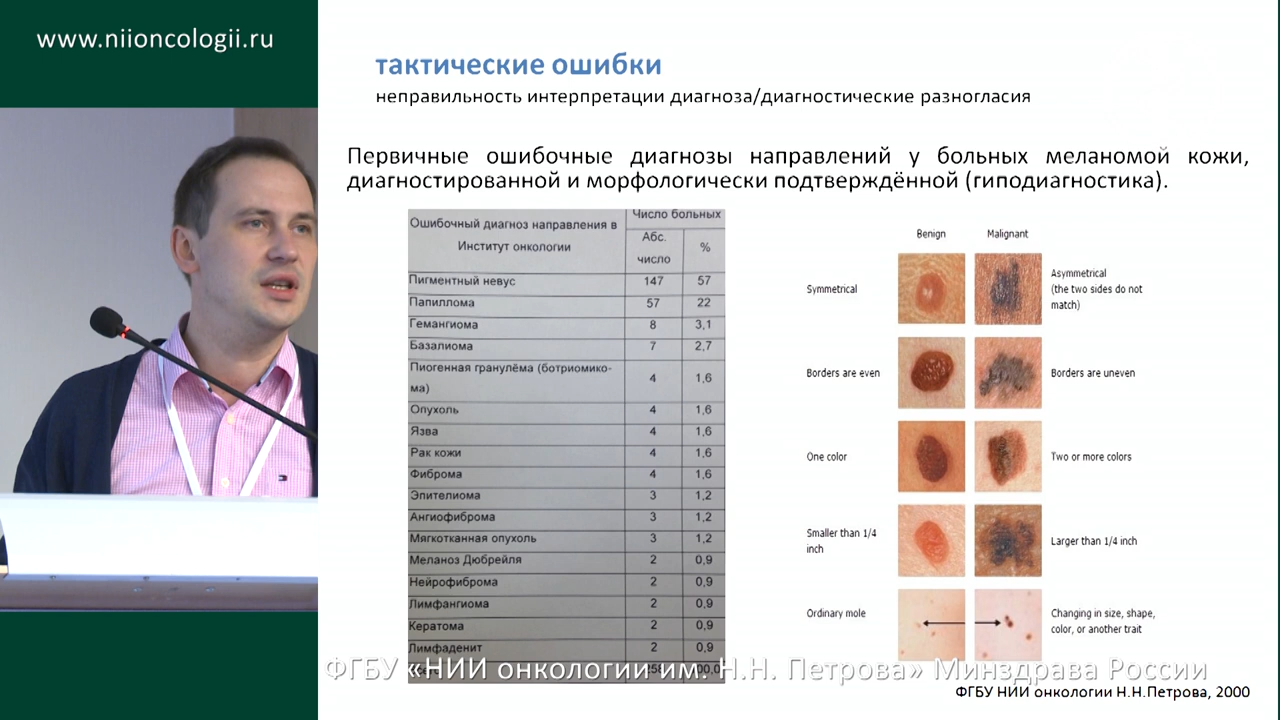 www.niioncologii.ru
тактические ошибки
неправильность интерпретации диагноза/диагностические разногласия
Первичные ошибочные диагнозы направлений у больных меланомой кожи,
диагностированной и морфологически подтверждённой (гиподиагностика).
Ошибочный диагноз направления в
Институт онкологии
Число больных
Абс.
число
%
Пигментный невус 147 57
Папиллома 57 22
Гемангиома 8 3,1
Базалиома 7 2,7
Пиогенная гранулёма (ботриомико-
ма) 4 1,6
Опухоль 4 1,6
Язва 4 1,6
Рак кожи 4 1,6
Фиброма 4 1,6
Эпителиома 3 1,2
Ангиофиброма 3 1,2
Мягкотканная опухоль 3 1,2
Меланоз Дюбрейля 2 0,9
Нейрофиброма 2 0,9
Лимфангиома 2 0,9
Кератома 2 0,9
Лимфаденит 2 0,9
Benign Malignant
Symmetrical
Asymmetrical
(the two sides do not
match)
Borders are even
Borders are uneven
One color
Two or more colors
Smaller than 1/4
inch
Larger than 1/4 inch
Ordinary mole
Changing in size, shape,
color, or another trait
ФГБУ «НИИ онкологии им. Н.Н. Петрова» Минздрава России
ФГБУ НИИ онкологии Н.Н.Петрова, 2000